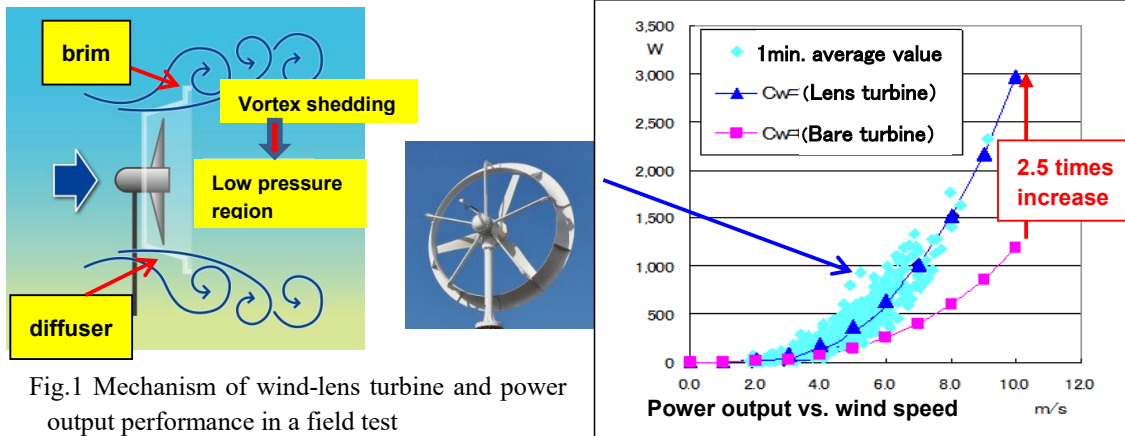 brim
Vortex shedding
Low pressure
region
diffuser
Fig.1 Mechanism of wind-lens turbine and power
output performance in a field test
3,500
W
3,000
2,500
2,000
1,500
1,000
500
0
0.0 2.0 4.0 6.0 8.0 10.0 12.0
1min. average value
Cw= (Lens turbine)
Cw= (Bare turbine)
2.5 times
increase
Power output vs. wind speed m/s